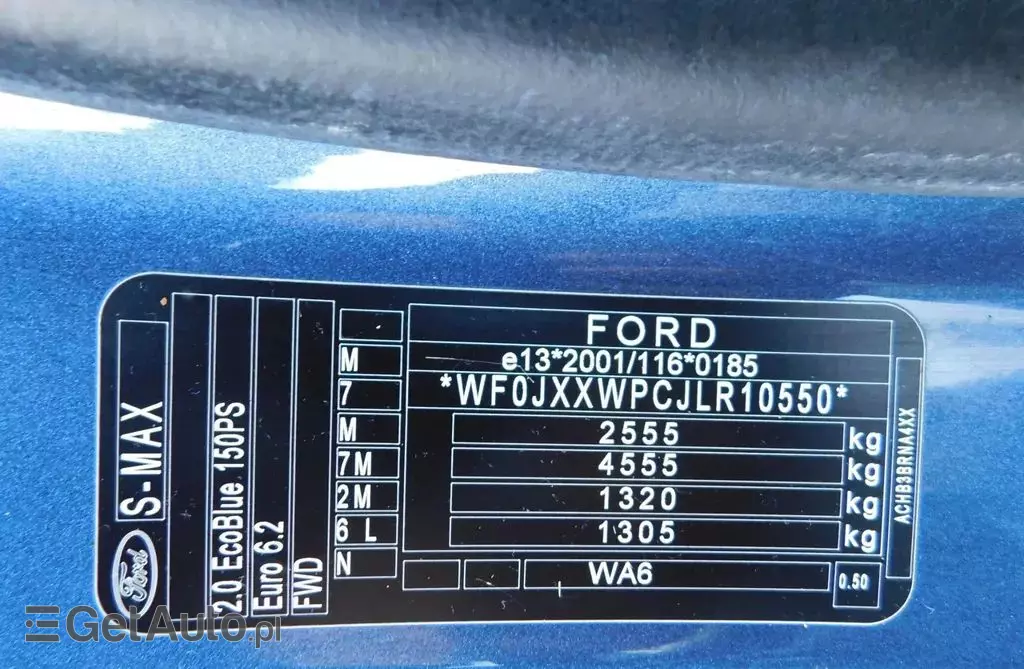 FORD
e13*2001/116*0185
*WF0JXXWPCJLR10550*
2555 kg
4555 kg
1320 kg
1305 kg
WA6
0.50
M
7
M
7M
2M
6 L
N
S-MAX
Ford
2.0 EcoBlue 150PS
Euro 6.2
FWD
ACHB3BRNA4XX
GetAuto.pl